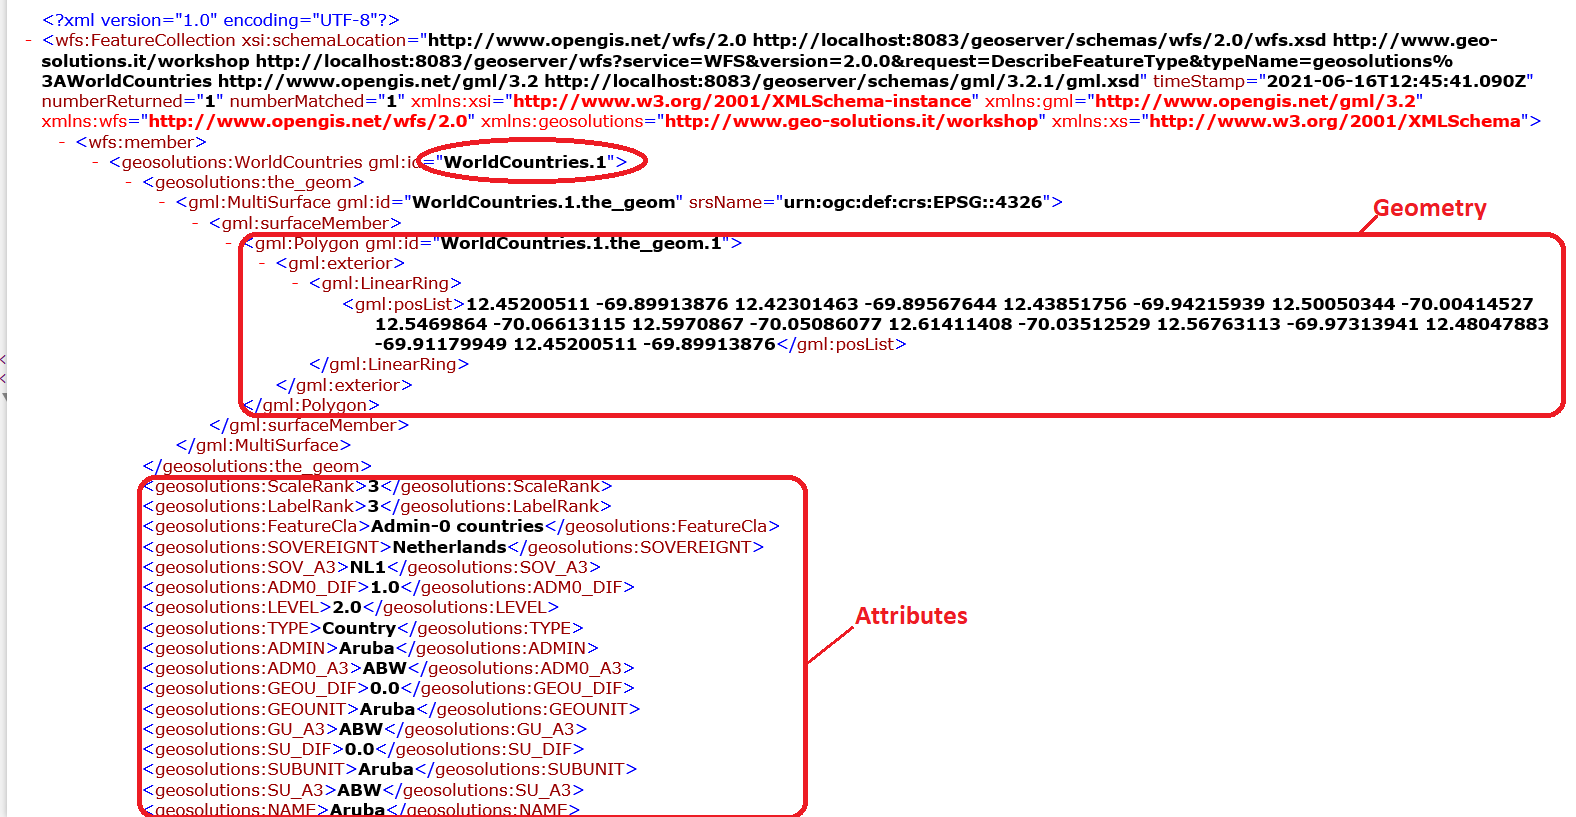 <?xml version="1.0" encoding="UTF-8"?>
- <wfs:FeatureCollection xsi:schemaLocation="http://www.opengis.net/wfs/2.0 http://localhost:8083/geoserver/schemas/wfs/2.0/wfs.xsd http://www.geo-
solutions.it/workshop http://localhost:8083/geoserver/wfs?service=WFS&version=2.0.0&request=DescribeFeatureType&typeName=geosolutions%
3AWorldCountries http://www.opengis.net/gml/3.2 http://localhost:8083/geoserver/schemas/gml/3.2.1/gml.xsd" timeStamp="2021-06-16T12:45:41.090Z"
numberReturned="1" numberMatched="1" xmlns:xsi="http://www.w3.org/2001/XMLSchema-instance" xmlns:gml="http://www.opengis.net/gml/3.2"
xmlns:wfs="http://www.opengis.net/wfs/2.0" xmlns:geosolutions="http://www.geo-solutions.it/workshop" xmlns:xs="http://www.w3.org/2001/XMLSchema">
- <wfs:member>
- <geosolutions:WorldCountries gml:id="WorldCountries.1">
- <geosolutions:the_geom>
- <gml:MultiSurface gml:id="WorldCountries.1.the_geom" srsName="urn:ogc:def:crs:EPSG::4326">
Geometry
- <gml:surfaceMember>
- <gml:Polygon gml:id="WorldCountries.1.the_geom.1">
- <gml:exterior>
- <gml:LinearRing>
<gml:posList>12.45200511 -69.89913876 12.42301463 -69.89567644 12.43851756 -69.94215939 12.50050344 -70.00414527
12.5469864 -70.06613115 12.5970867 -70.05086077 12.61411408 -70.03512529 12.56763113 -69.97313941 12.48047883
-69.91179949 12.45200511 -69.89913876</gml:posList>
</gml:LinearRing>
</gml:exterior>
</gml:Polygon>
</gml:surfaceMember>
</gml:MultiSurface>
</geosolutions:the_geom>
<geosolutions:ScaleRank>3</geosolutions:ScaleRank>
<geosolutions:LabelRank>3</geosolutions:LabelRank>
<geosolutions:FeatureCla>Admin-0 countries</geosolutions:FeatureCla>
<geosolutions:SOVEREIGNT>Netherlands</geosolutions:SOVEREIGNT>
<geosolutions:SOV_A3>NL1</geosolutions:SOV_A3>
<geosolutions:ADM0_DIF>1.0</geosolutions:ADM0_DIF>
<geosolutions:LEVEL>2.0</geosolutions:LEVEL>
Attributes
<geosolutions:TYPE>Country</geosolutions:TYPE>
<geosolutions:ADMIN>Aruba</geosolutions:ADMIN>
<geosolutions:ADM0_A3>ABW</geosolutions:ADM0_A3>
<geosolutions:GEOU_DIF>0.0</geosolutions:GEOU_DIF>
<geosolutions:GEOUNIT>Aruba</geosolutions:GEOUNIT>
<geosolutions:GU_A3>ABW</geosolutions:GU_A3>
<geosolutions:SU_DIF>0.0</geosolutions:SU_DIF>
<geosolutions:SUBUNIT>Aruba</geosolutions:SUBUNIT>
<geosolutions:SU_A3>ABW</geosolutions:SU_A3>
<geosolutions:NAME>Aruba</geosolutions:NAME>